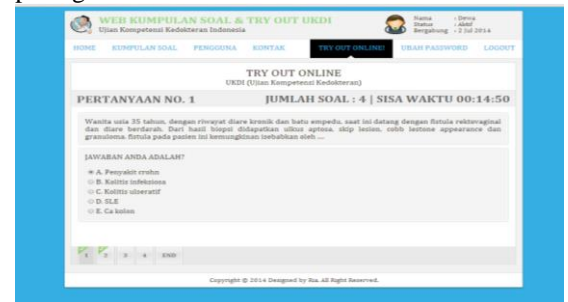 WEB KUMPULAN SOAL & TRY OUT UKDI
Ujian Kompetensi Kedokteran Indonesia
Nama : Dewa
Status : Aktif
Bergabung : 2 Jul 2014
HOME KUMPULAN SOAL PENGGUNA KONTAK TRY OUT ONLINE! UBAH PASSWORD LOGOUT
TRY OUT ONLINE
UKDI (Ujian Kompetensi Kedokteran)
PERTANYAAN NO. 1 JUMLAH SOAL : 4 | SISA WAKTU 00:14:50
Wanita usia 35 tahun, dengan riwayat diare kronik dan batu empedu, saat ini datang dengan fistula rektovaginal
dan diare berdarah. Dari hasil biopsi didapatkan ulkus aptosa, skip lesion, cobb lestone appearance dan
granuloma. fistula pada pasien ini kemungkinan isebabkan oleh ....
JAWABAN ANDA ADALAH?
A. Penyakit crohn
B. Kolitis infeksiosa
C. Kolitis ulseratif
D. SLE
E. Ca kolon
1 2 3 4 END
Copyright © 2014 Designed by Ria. All Right Reserved.